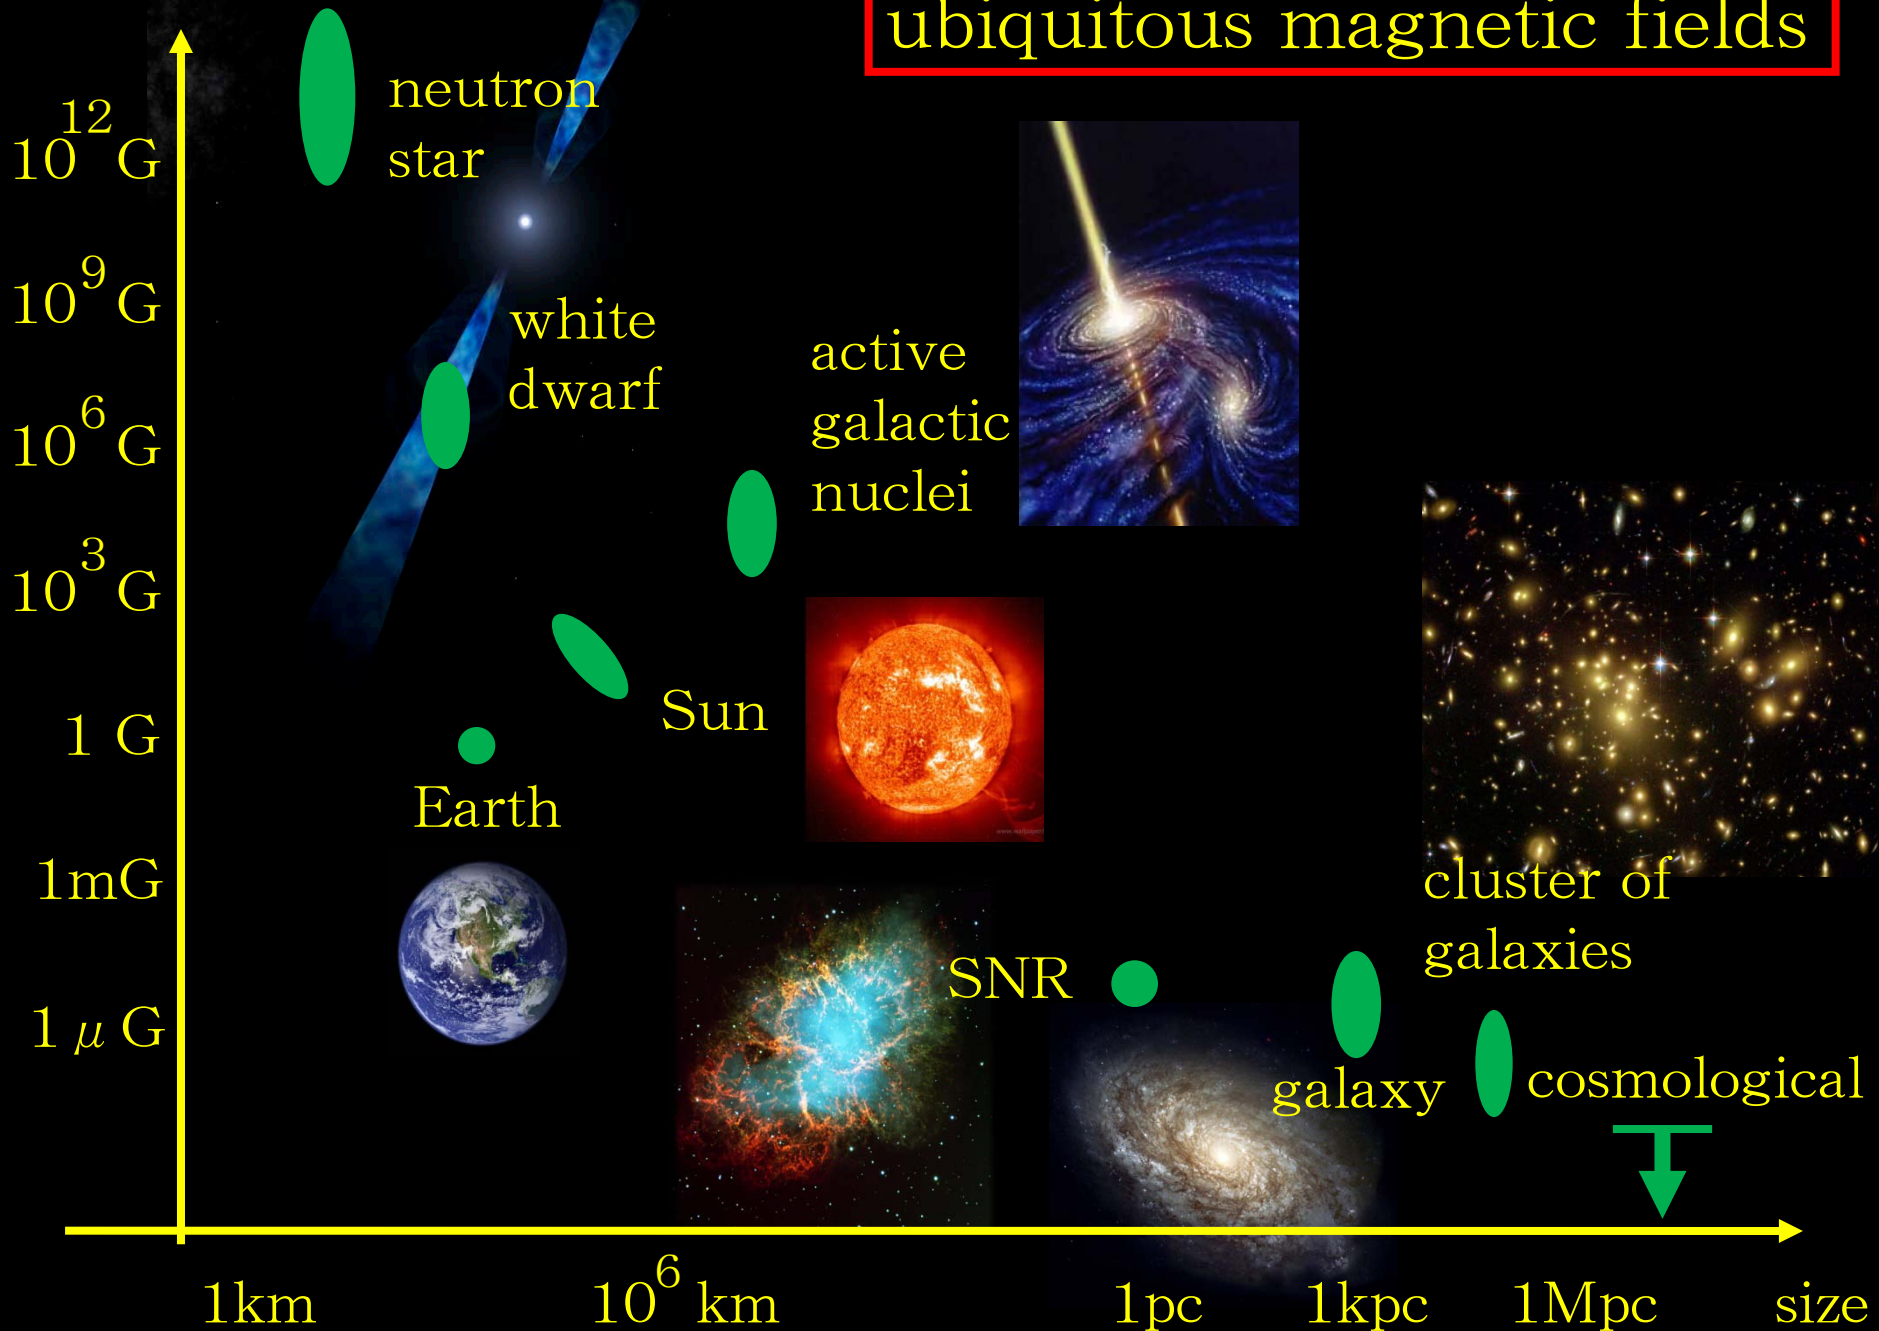 ubiquitous magnetic fields
neutron
star
10¹² G
10⁹ G
white
dwarf
active
galactic
nuclei
10⁶ G
10³ G
Sun
1 G
Earth
1mG
cluster of
galaxies
SNR
1 μ G
galaxy
cosmological
1km
10⁶ km
1pc
1kpc
1Mpc
size